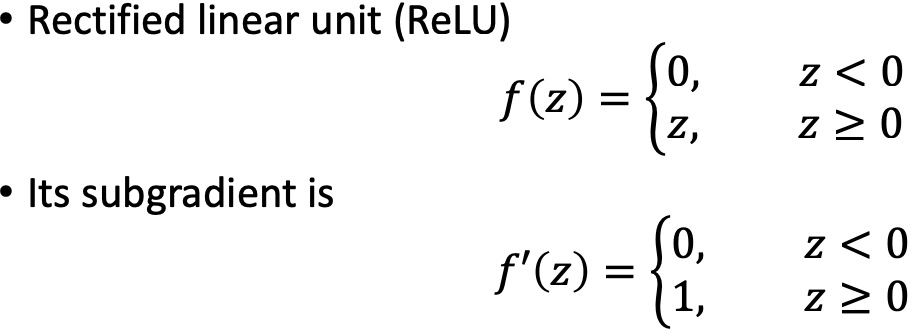 • Rectified linear unit (ReLU)
f(z) = {0, z < 0
z, z ≥ 0
• Its subgradient is
f′(z) = {0, z < 0
1, z ≥ 0